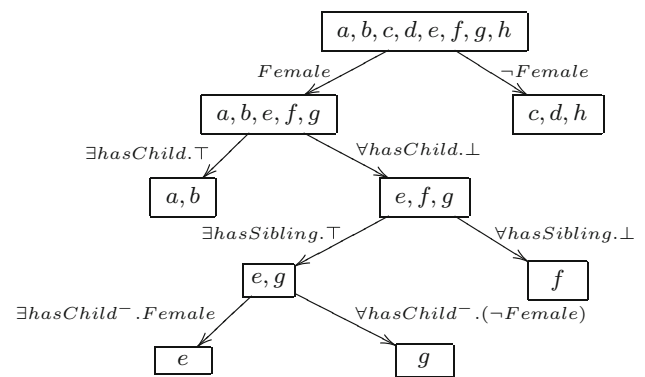 a, b, c, d, e, f, g, h
Female
¬Female
a, b, e, f, g
c, d, h
∃hasChild.⊤
∀hasChild.⊥
a, b
e, f, g
∃hasSibling.⊤
∀hasSibling.⊥
e, g
f
∃hasChild⁻.Female
∀hasChild⁻.(¬Female)
e
g